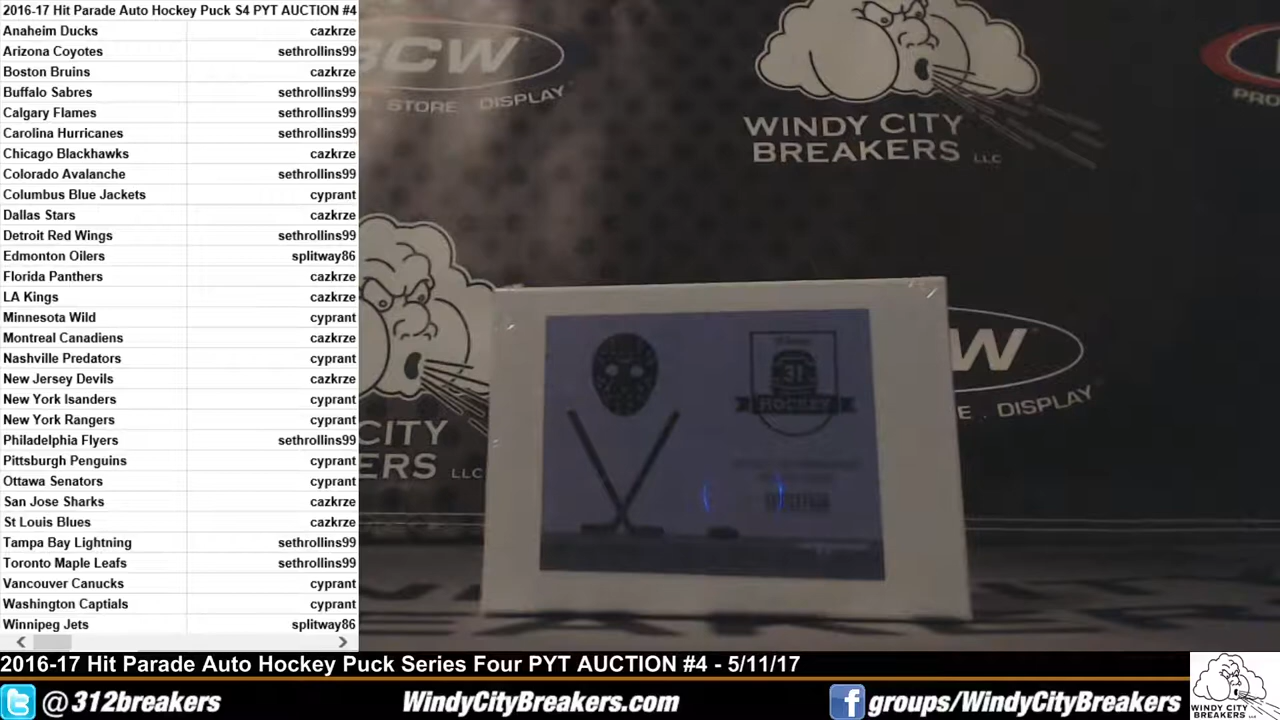 2016-17 Hit Parade Auto Hockey Puck S4 PYT AUCTION #4
Anaheim Ducks cazkrze
Arizona Coyotes sethrollins99
Boston Bruins cazkrze
Buffalo Sabres sethrollins99
Calgary Flames sethrollins99
Carolina Hurricanes sethrollins99
Chicago Blackhawks cazkrze
Colorado Avalanche sethrollins99
Columbus Blue Jackets cyprant
Dallas Stars cazkrze
Detroit Red Wings sethrollins99
Edmonton Oilers splitway86
Florida Panthers cazkrze
LA Kings cazkrze
Minnesota Wild cyprant
Montreal Canadiens cazkrze
Nashville Predators cyprant
New Jersey Devils cazkrze
New York Isanders cyprant
New York Rangers cyprant
Philadelphia Flyers sethrollins99
Pittsburgh Penguins cyprant
Ottawa Senators cyprant
San Jose Sharks cazkrze
St Louis Blues cazkrze
Tampa Bay Lightning sethrollins99
Toronto Maple Leafs sethrollins99
Vancouver Canucks cyprant
Washington Captials cyprant
Winnipeg Jets splitway86
BCW
STORE DISPLAY
PRO
WINDY CITY
BREAKERS LLC
CITY
ERS LLC
W
E . DISPLAY
31
HOCKEY
2016-17 Hit Parade Auto Hockey Puck Series Four PYT AUCTION #4 - 5/11/17
@312breakers
WindyCityBreakers.com
groups/WindyCityBreakers
WINDY CITY
BREAKERS LLC